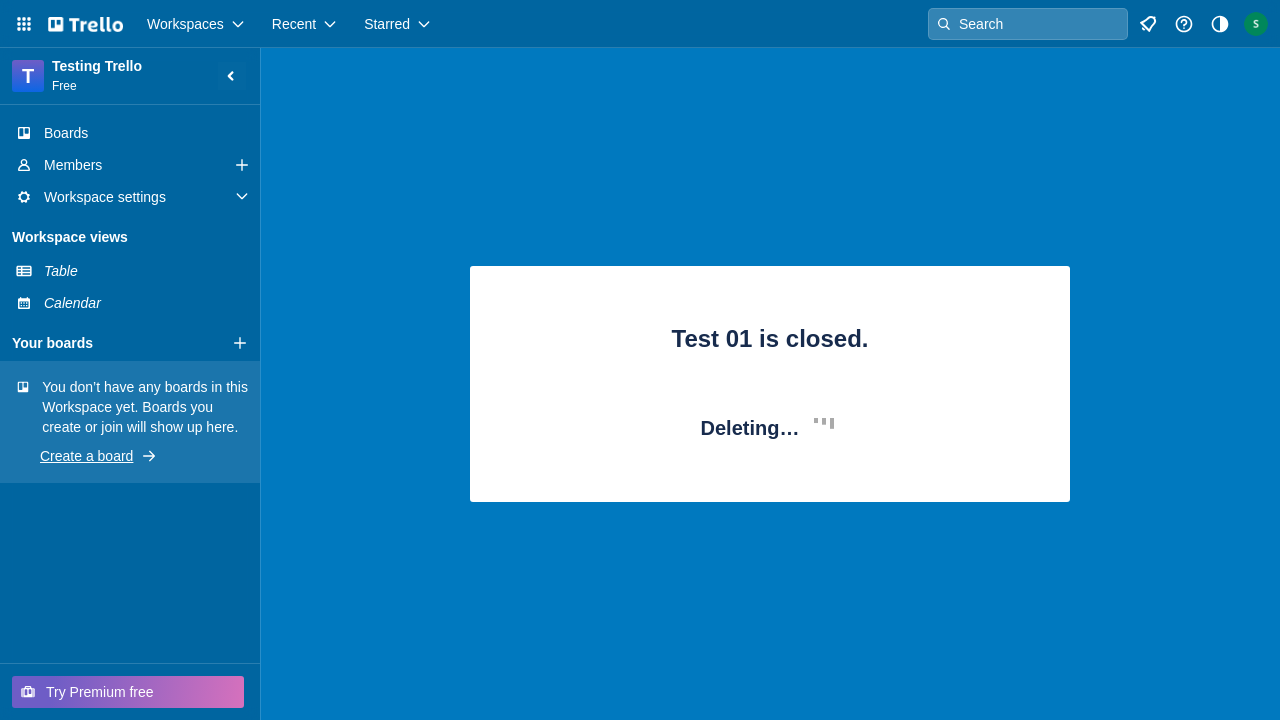 Trello
Workspaces
Recent
Starred
Search
S
T
Testing Trello
Free
Boards
Members
Workspace settings
Workspace views
Table
Calendar
Your boards
You don’t have any boards in this
Workspace yet. Boards you
create or join will show up here.
Create a board
Try Premium free
Test 01 is closed.
Deleting…